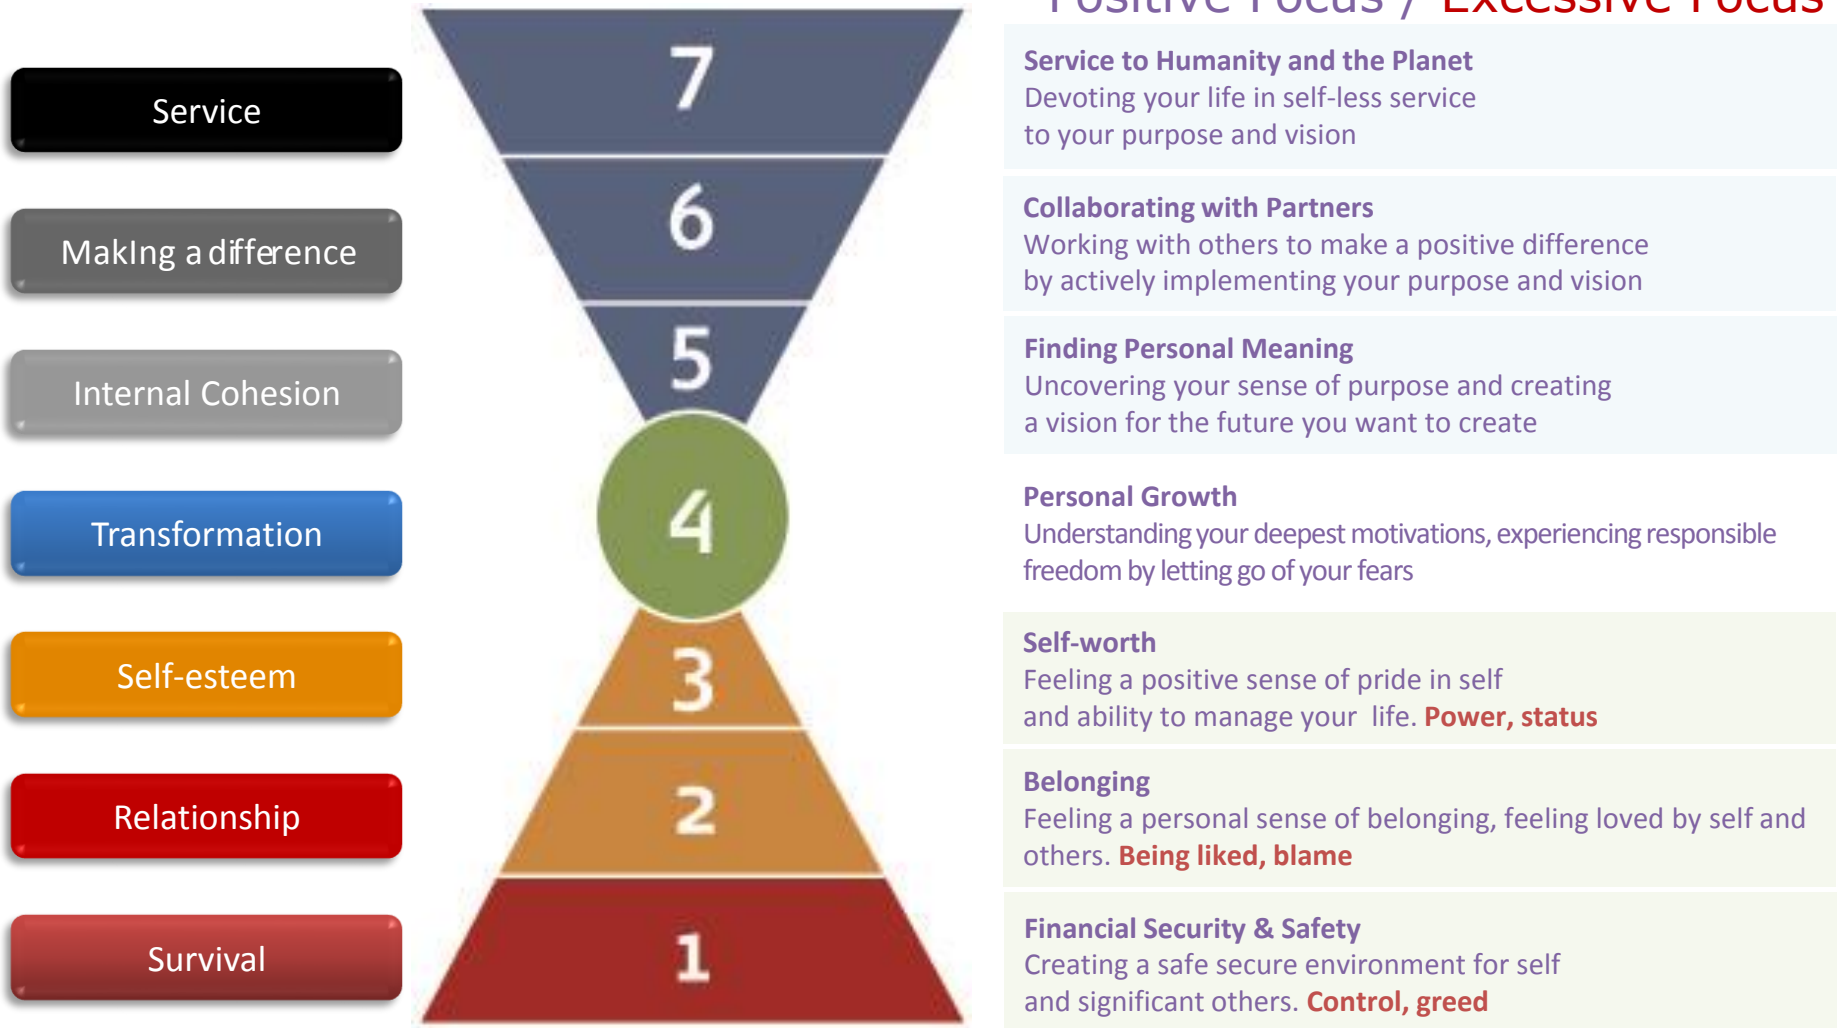 Positive Focus / Excessive Focus
Service
7
Service to Humanity and the Planet
Devoting your life in self-less service
to your purpose and vision
MakIng a difference
6
Collaborating with Partners
Working with others to make a positive difference
by actively implementing your purpose and vision
Internal Cohesion
5
Finding Personal Meaning
Uncovering your sense of purpose and creating
a vision for the future you want to create
Transformation
4
Personal Growth
Understanding your deepest motivations, experiencing responsible
freedom by letting go of your fears
Self-esteem
3
Self-worth
Feeling a positive sense of pride in self
and ability to manage your life. Power, status
Relationship
2
Belonging
Feeling a personal sense of belonging, feeling loved by self and
others. Being liked, blame
Survival
1
Financial Security & Safety
Creating a safe secure environment for self
and significant others. Control, greed